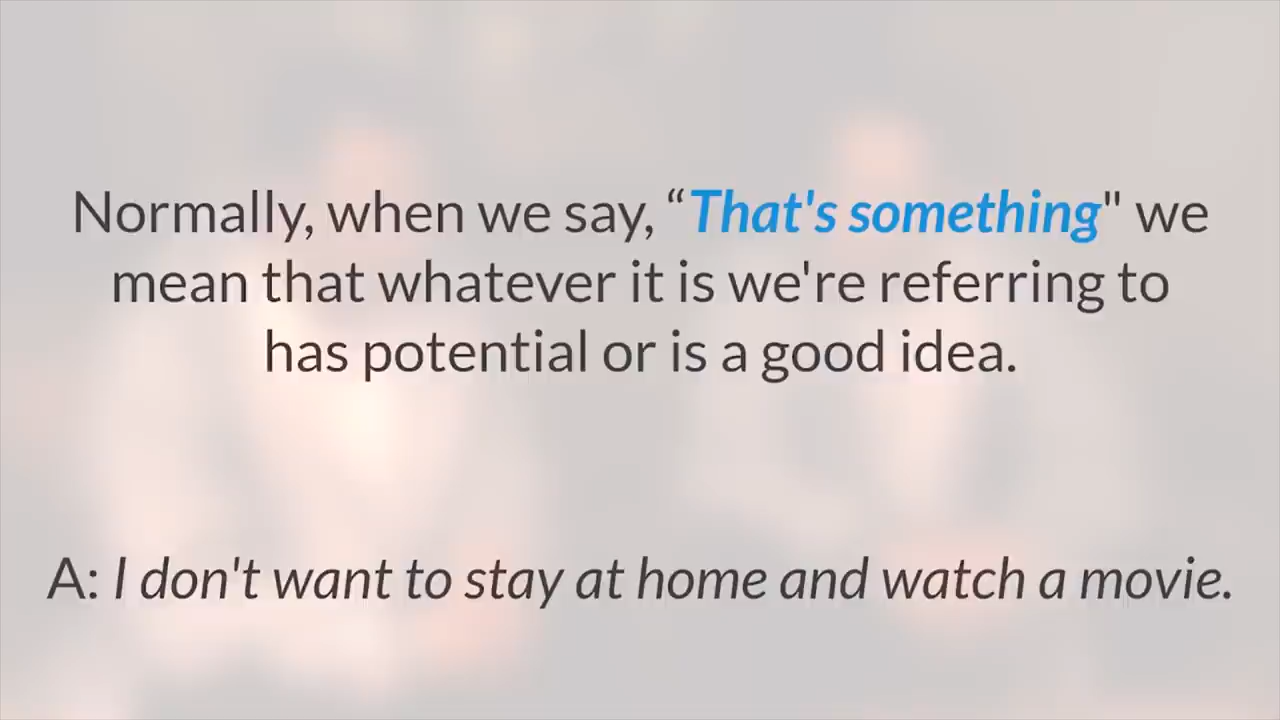 Normally, when we say, “That's something" we
mean that whatever it is we're referring to
has potential or is a good idea.
A: I don't want to stay at home and watch a movie.